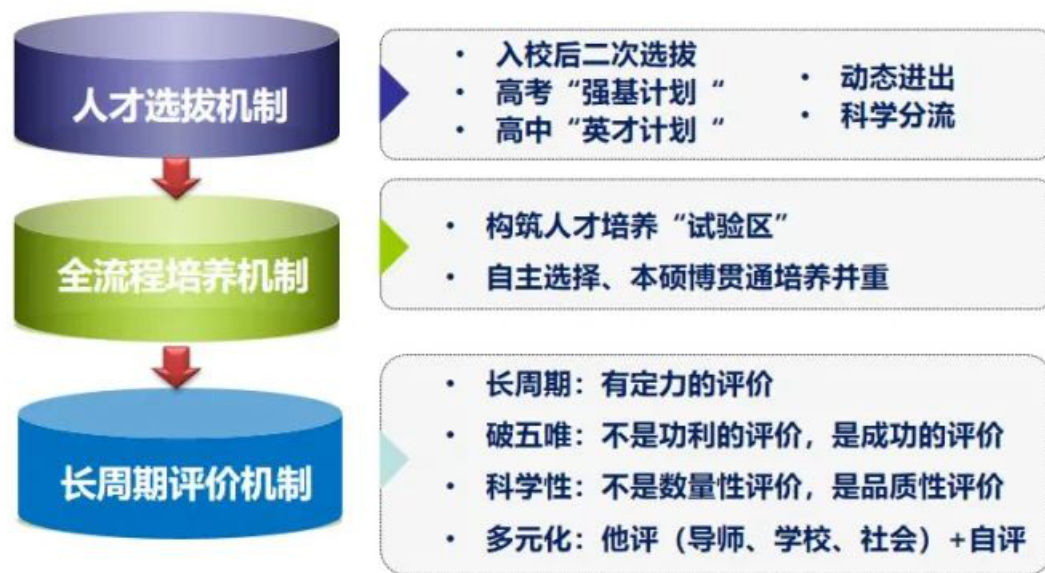 人才选拔机制
• 入校后二次选拔
• 高考“强基计划 “
• 高中“英才计划 “
• 动态进出
• 科学分流
全流程培养机制
• 构筑人才培养“试验区”
• 自主选择、本硕博贯通培养并重
长周期评价机制
• 长周期：有定力的评价
• 破五唯：不是功利的评价，是成功的评价
• 科学性：不是数量性评价，是品质性评价
• 多元化：他评（导师、学校、社会）+自评